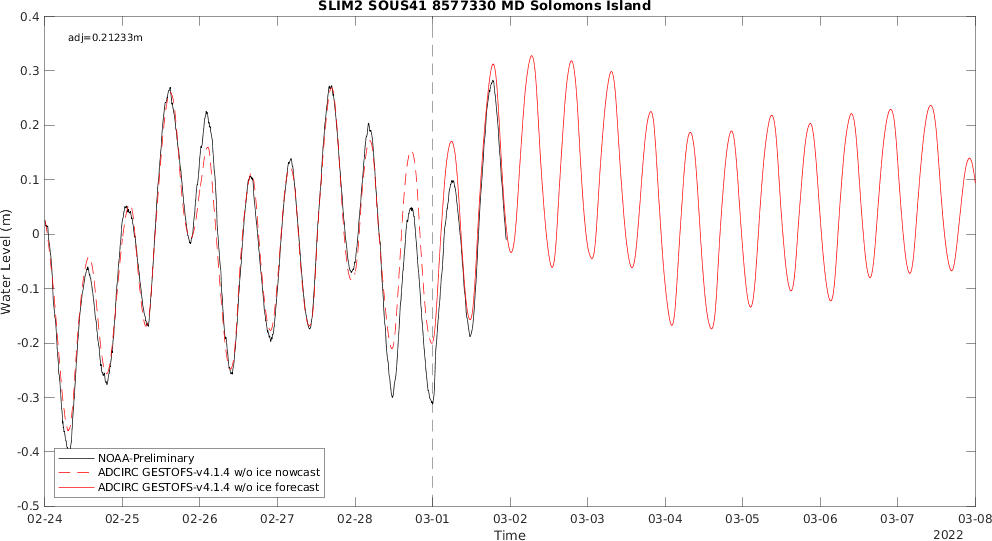 SLIM2 SOUS41 8577330 MD Solomons Island
adj=0.21233m
0.4
0.3
0.2
0.1
0
-0.1
-0.2
-0.3
-0.4
-0.5
Water Level (m)
NOAA-Preliminary
ADCIRC GESTOFS-v4.1.4 w/o ice nowcast
ADCIRC GESTOFS-v4.1.4 w/o ice forecast
02-24 02-25 02-26 02-27 02-28 03-01 03-02 03-03 03-04 03-05 03-06 03-07 03-08
Time
2022